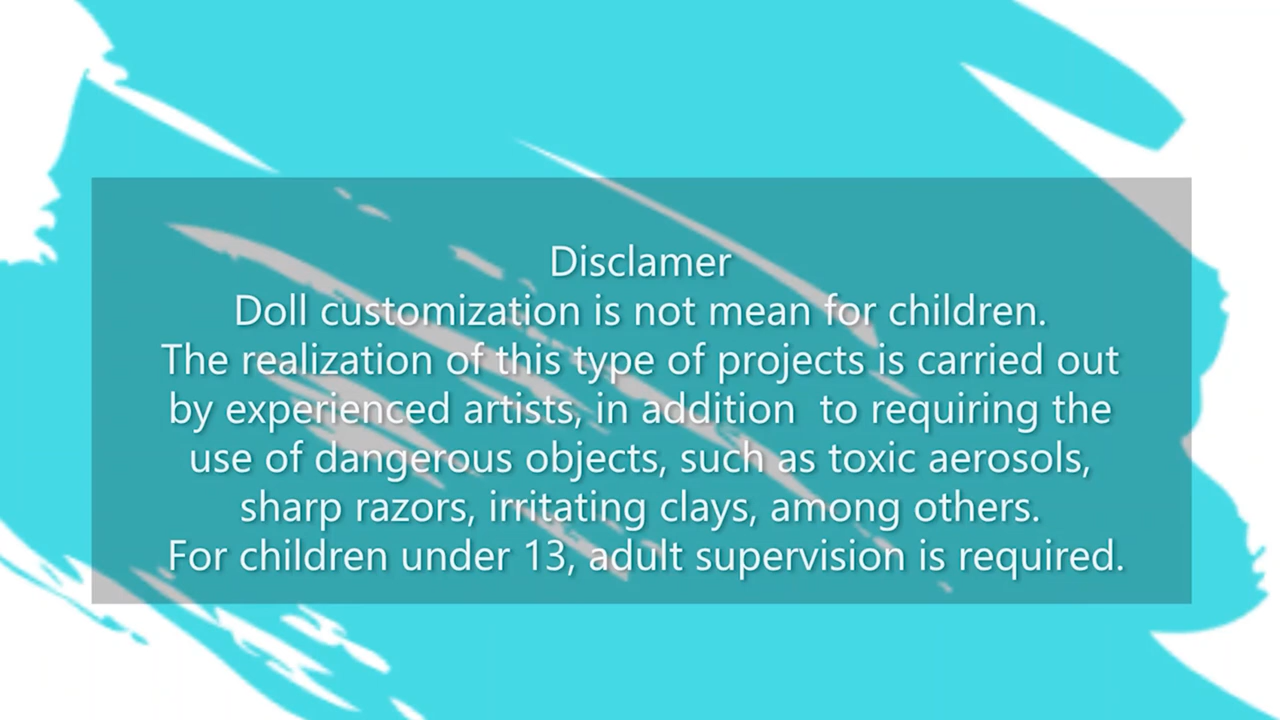 Disclamer
Doll customization is not mean for children.
The realization of this type of projects is carried out
by experienced artists, in addition  to requiring the
use of dangerous objects, such as toxic aerosols,
sharp razors, irritating clays, among others.
For children under 13, adult supervision is required.